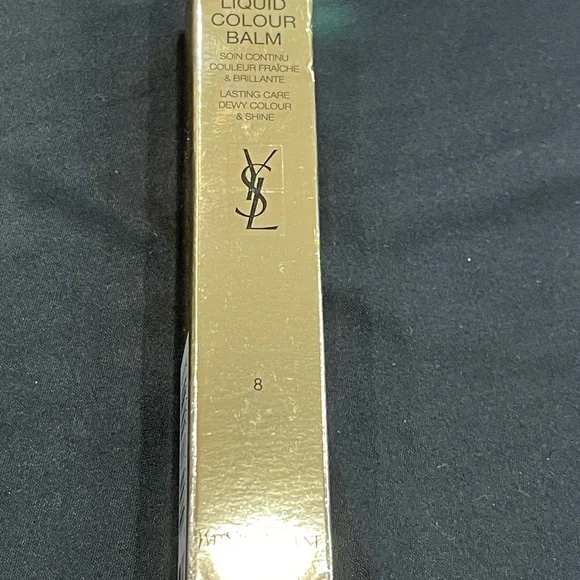 LIQUID
COLOUR
BALM
SOIN CONTINU
COULEUR FRAÎCHE
& BRILLANTE
LASTING CARE
DEWY COLOUR
& SHINE
YSL
8